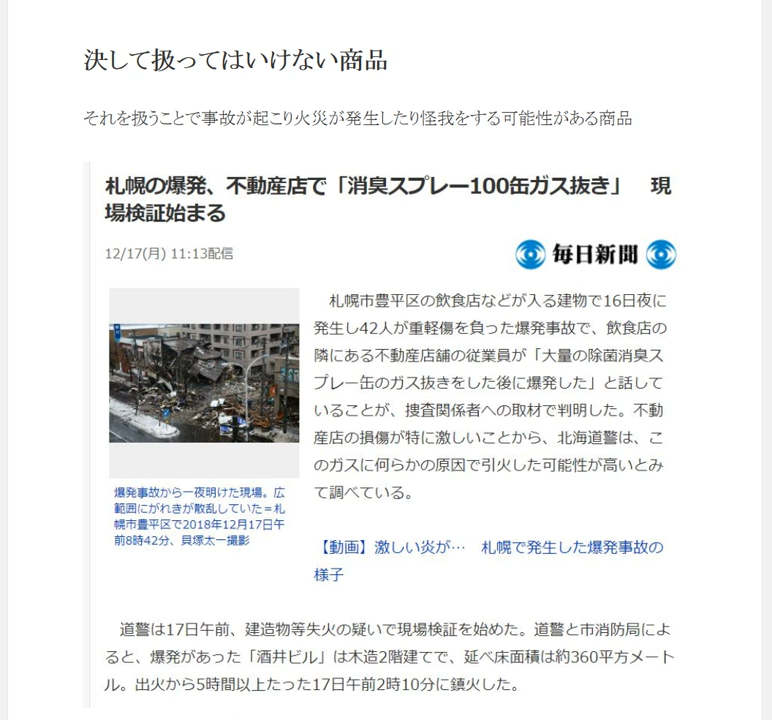 決して扱ってはいけない商品
それを扱うことで事故が起こり火災が発生したり怪我をする可能性がある商品
札幌の爆発、不動産店で「消臭スプレー100缶ガス抜き」　現
場検証始まる
12/17(月) 11:13配信
毎日新聞
札幌市豊平区の飲食店などが入る建物で16日夜に
発生し42人が重軽傷を負った爆発事故で、飲食店の
隣にある不動産店舗の従業員が「大量の除菌消臭ス
プレー缶のガス抜きをした後に爆発した」と話して
いることが、捜査関係者への取材で判明した。不動
産店の損傷が特に激しいことから、北海道警は、こ
のガスに何らかの原因で引火した可能性が高いとみ
て調べている。
爆発事故から一夜明けた現場。広
範囲にがれきが散乱していた＝札
幌市豊平区で2018年12月17日午
前8時42分、貝塚太一撮影
【動画】激しい炎が…　札幌で発生した爆発事故の
様子
道警は17日午前、建造物等失火の疑いで現場検証を始めた。道警と市消防局によ
ると、爆発があった「酒井ビル」は木造2階建てで、延べ床面積は約360平方メート
ル。出火から5時間以上たった17日午前2時10分に鎮火した。